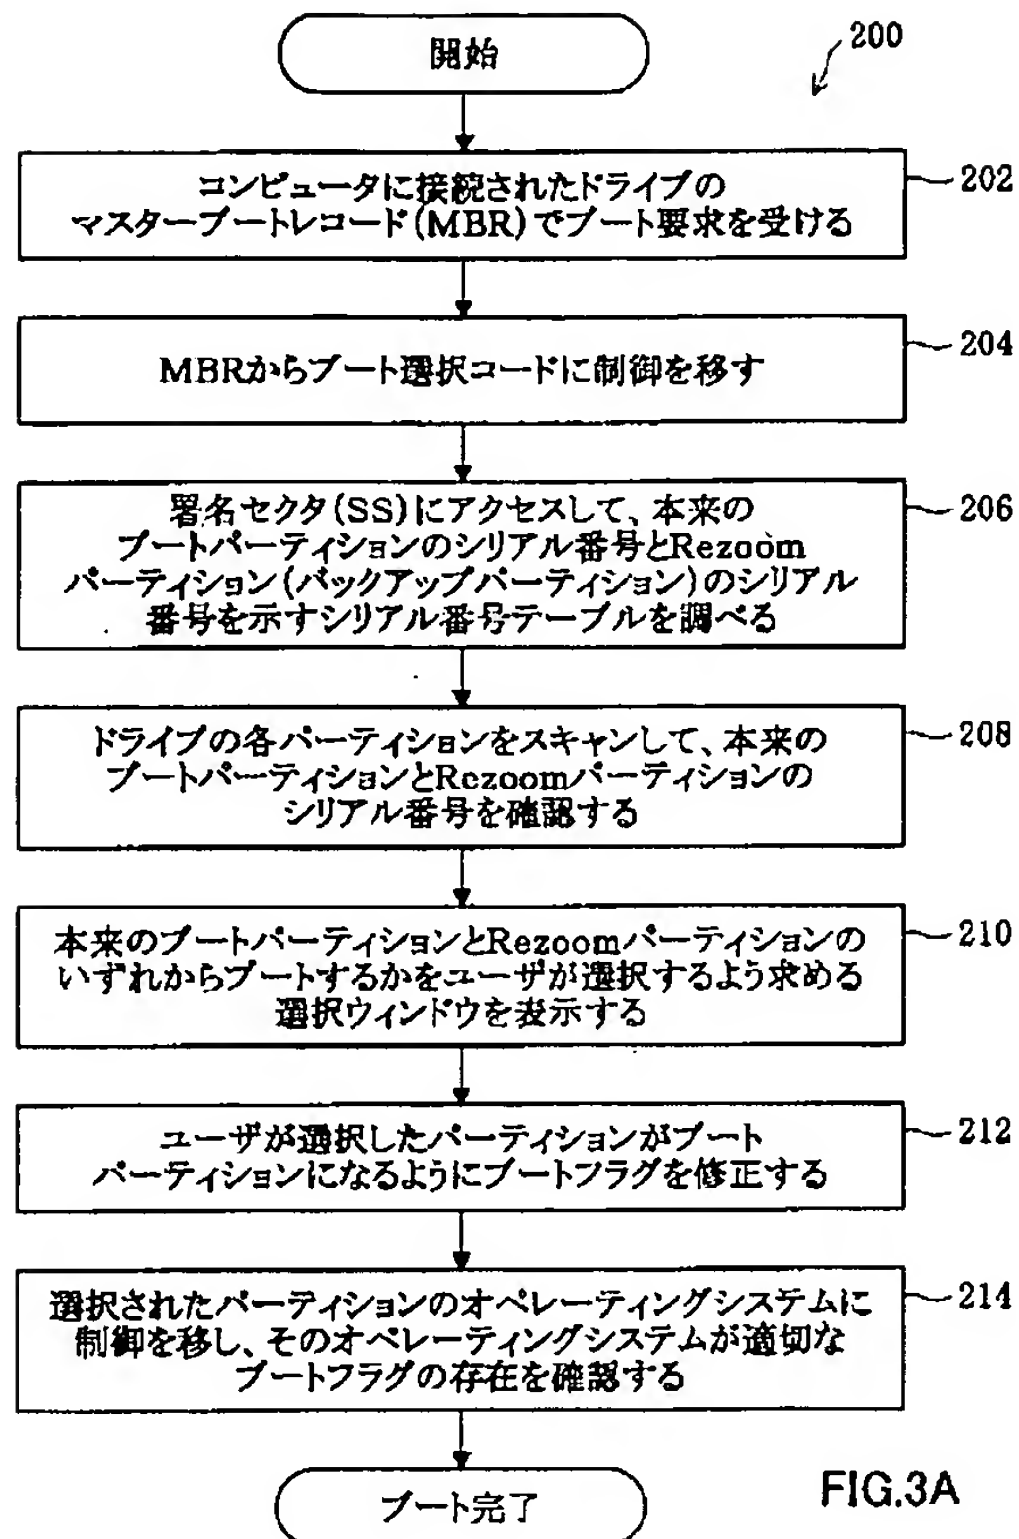 開始
200
コンピュータに接続されたドライブの
マスターブートレコード(MBR)でブート要求を受ける
202
MBRからブート選択コードに制御を移す
204
署名セクタ(SS)にアクセスして、本来の
ブートパーティションのシリアル番号とRezoom
パーティション(バックアップパーティション)のシリアル
番号を示すシリアル番号テーブルを調べる
206
ドライブの各パーティションをスキャンして、本来の
ブートパーティションとRezoomパーティションの
シリアル番号を確認する
208
本来のブートパーティションとRezoomパーティションの
いずれからブートするかをユーザが選択するよう求める
選択ウィンドウを表示する
210
ユーザが選択したパーティションがブート
パーティションになるようにブートフラグを修正する
212
選択されたパーティションのオペレーティングシステムに
制御を移し、そのオペレーティングシステムが適切な
ブートフラグの存在を確認する
214
ブート完了
FIG.3A